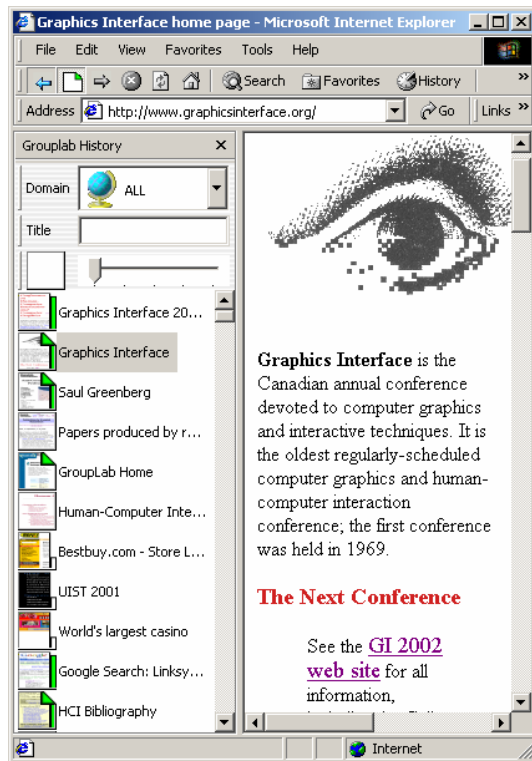 Graphics Interface home page - Microsoft Internet Explorer
File Edit View Favorites Tools Help
Search Favorites History »
Address http://www.graphicsinterface.org/ Go Links »
Grouplab History
Domain ALL
Title
Graphics Interface 20...
Graphics Interface
Saul Greenberg
Papers produced by r...
GroupLab Home
Human-Computer Inte...
Bestbuy.com - Store L...
UIST 2001
World's largest casino
Google Search: Linksy...
HCI Bibliography
Graphics Interface is the
Canadian annual conference
devoted to computer graphics
and interactive techniques. It is
the oldest regularly-scheduled
computer graphics and human-
computer interaction
conference; the first conference
was held in 1969.
The Next Conference
See the GI 2002
web site for all
information,
Internet